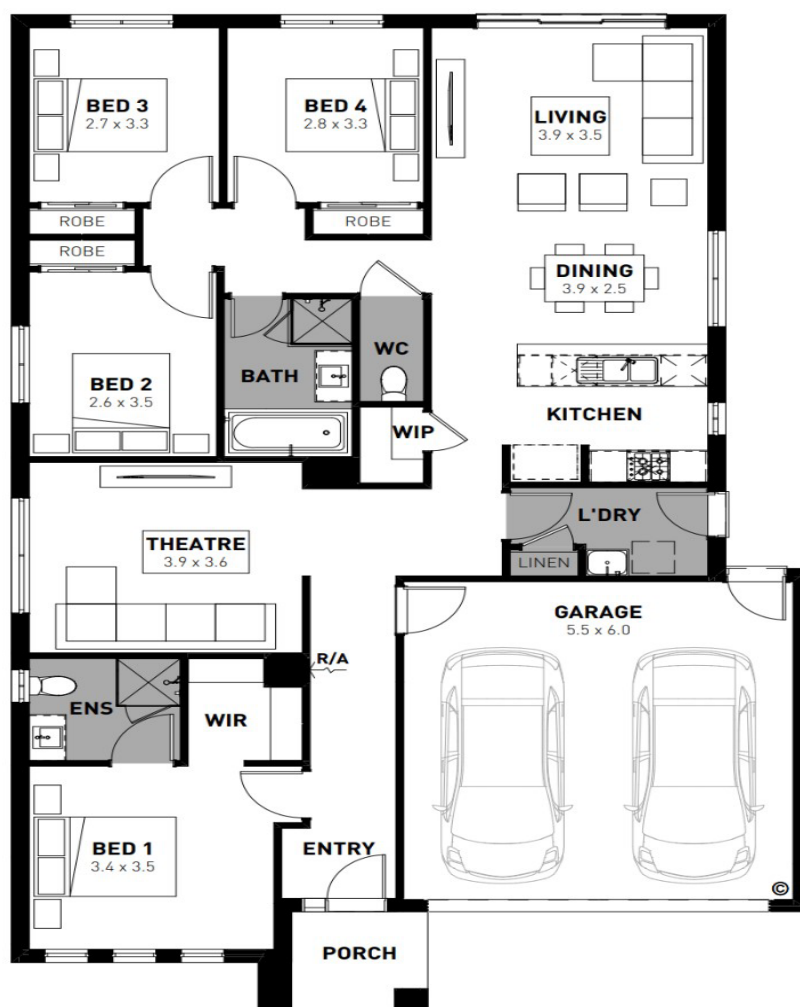 BED 3
2.7 x 3.3
BED 4
2.8 x 3.3
LIVING
3.9 x 3.5
ROBE
ROBE
ROBE
DINING
3.9 x 2.5
BED 2
2.6 x 3.5
BATH
WC
WIP
KITCHEN
THEATRE
3.9 x 3.6
L'DRY
LINEN
GARAGE
5.5 x 6.0
R/A
ENS
WIR
BED 1
3.4 x 3.5
ENTRY
©
PORCH